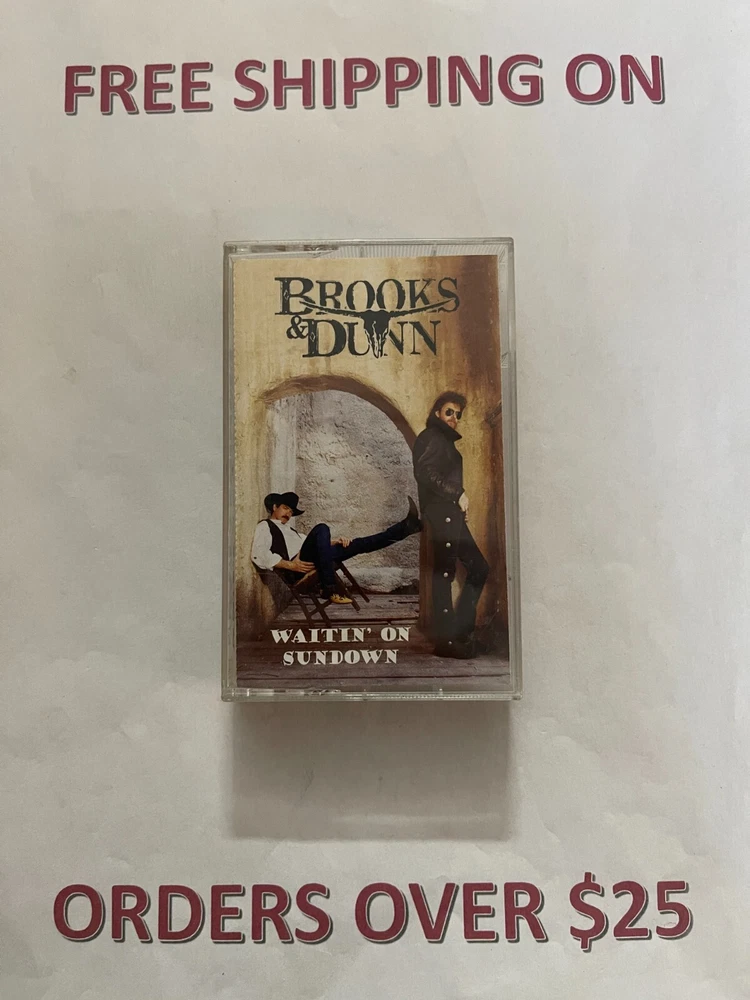 FREE SHIPPING ON
BROOKS
& DUNN
WAITIN' ON
SUNDOWN
ORDERS OVER $25